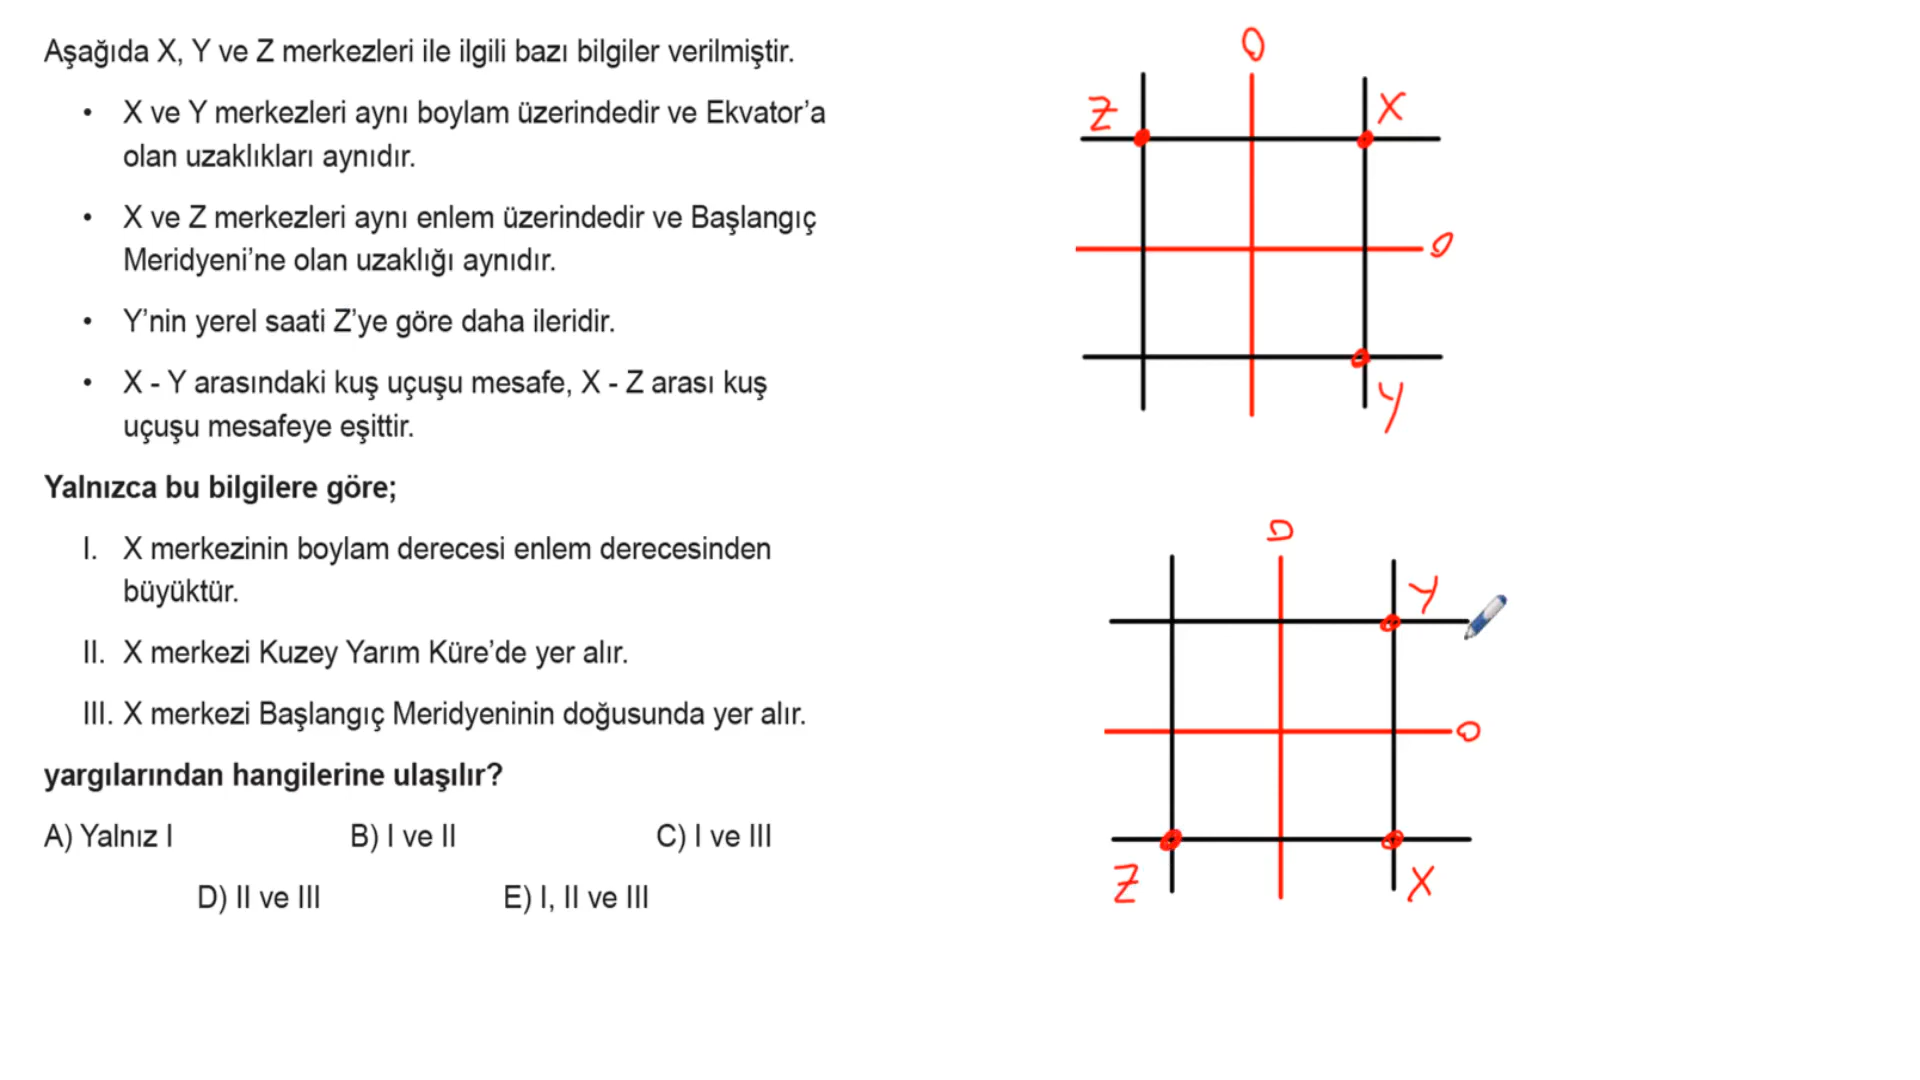 Aşağıda X, Y ve Z merkezleri ile ilgili bazı bilgiler verilmiştir.
• X ve Y merkezleri aynı boylam üzerindedir ve Ekvator’a
olan uzaklıkları aynıdır.
• X ve Z merkezleri aynı enlem üzerindedir ve Başlangıç
Meridyeni’ne olan uzaklığı aynıdır.
• Y’nin yerel saati Z’ye göre daha ileridir.
• X - Y arasındaki kuş uçuşu mesafe, X - Z arası kuş
uçuşu mesafeye eşittir.
Yalnızca bu bilgilere göre;
I. X merkezinin boylam derecesi enlem derecesinden
büyüktür.
II. X merkezi Kuzey Yarım Küre’de yer alır.
III. X merkezi Başlangıç Meridyeninin doğusunda yer alır.
yargılarından hangilerine ulaşılır?
A) Yalnız I B) I ve II C) I ve III
D) II ve III E) I, II ve III
0
Z X
0
Y
0
Y
0
Z X